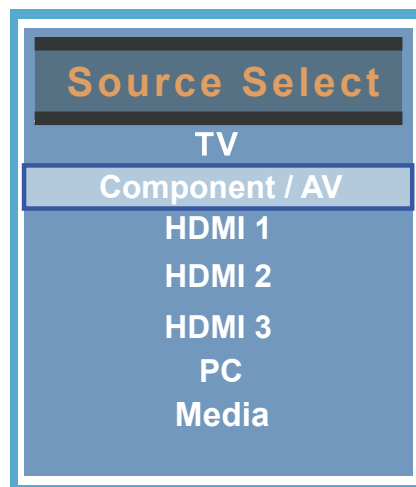 Source Select
TV
Component / AV
HDMI 1
HDMI 2
HDMI 3
PC
Media